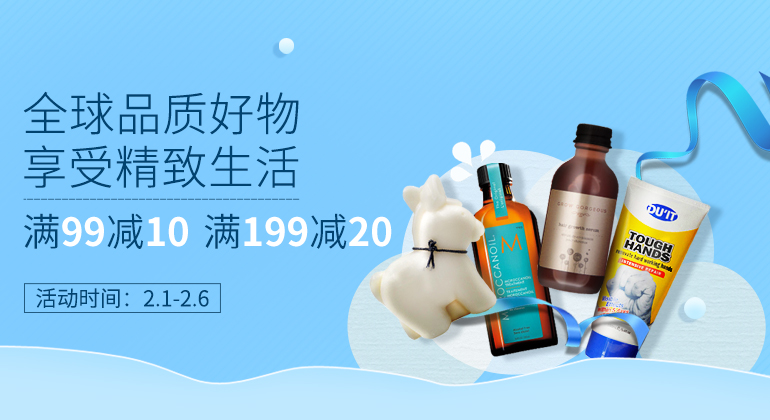 全球品质好物
享受精致生活
满99减10 满199减20
活动时间：2.1-2.6
MOROCCANOIL
M
MOROCCANOIL
TREATMENT
DU'IT
TOUGH
HANDS